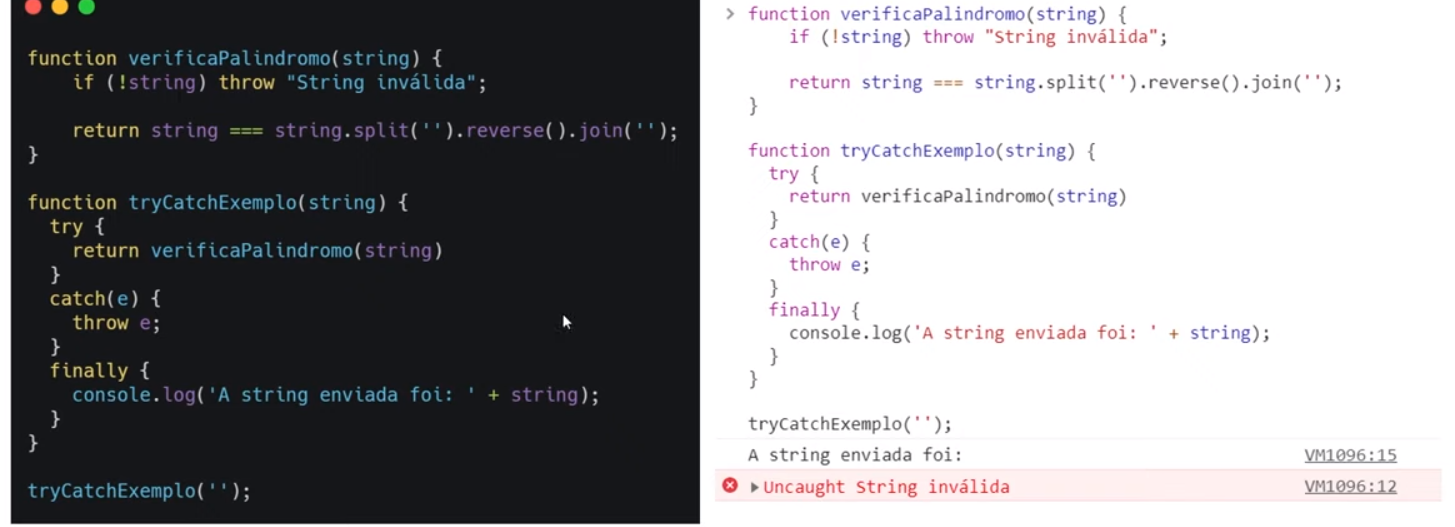 function verificaPalindromo(string) {
    if (!string) throw "String inválida";

    return string === string.split('').reverse().join('');
}

function tryCatchExemplo(string) {
  try {
    return verificaPalindromo(string)
  }
  catch(e) {
    throw e;
  }
  finally {
    console.log('A string enviada foi: ' + string);
  }
}

tryCatchExemplo('');
> function verificaPalindromo(string) {
    if (!string) throw "String inválida";

    return string === string.split('').reverse().join('');
}

function tryCatchExemplo(string) {
  try {
    return verificaPalindromo(string)
  }
  catch(e) {
    throw e;
  }
  finally {
    console.log('A string enviada foi: ' + string);
  }
}

tryCatchExemplo('');
A string enviada foi: VM1096:15
Uncaught String inválida VM1096:12